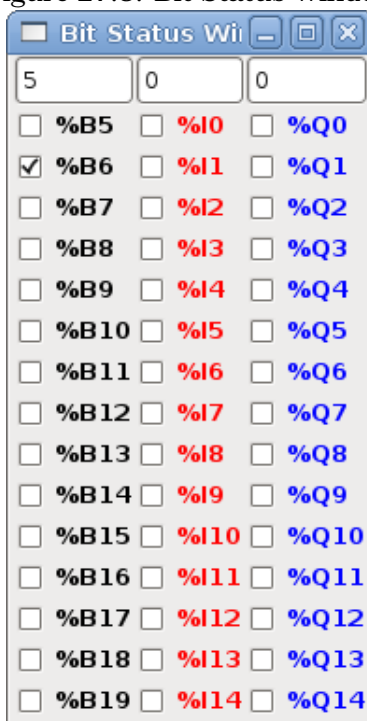 Bit Status Wi
5 0 0
%B5 %I0 %Q0
%B6 %I1 %Q1
%B7 %I2 %Q2
%B8 %I3 %Q3
%B9 %I4 %Q4
%B10 %I5 %Q5
%B11 %I6 %Q6
%B12 %I7 %Q7
%B13 %I8 %Q8
%B14 %I9 %Q9
%B15 %I10 %Q10
%B16 %I11 %Q11
%B17 %I12 %Q12
%B18 %I13 %Q13
%B19 %I14 %Q14